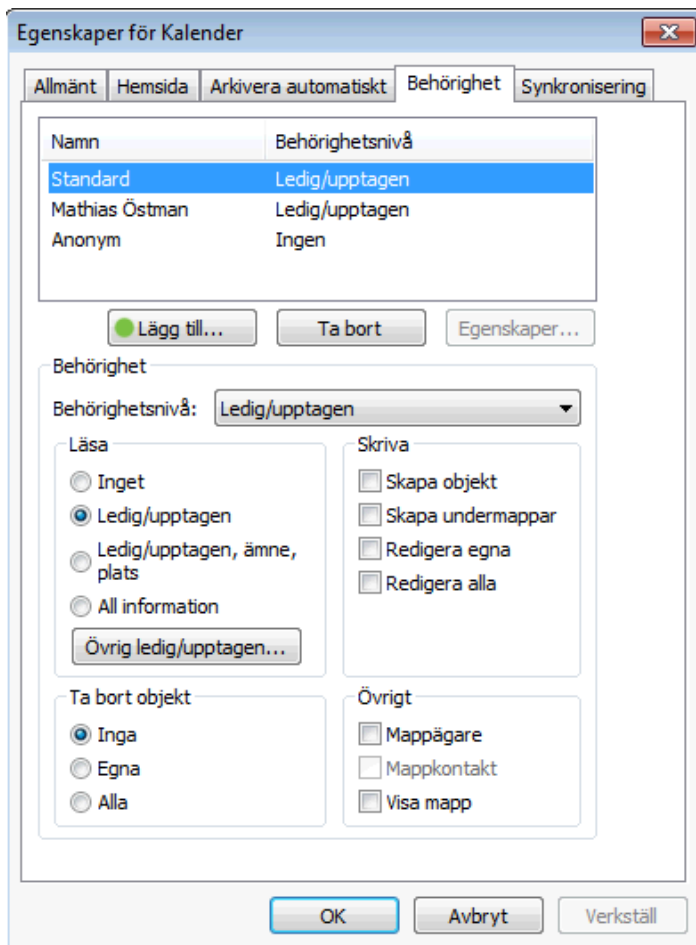 Egenskaper för Kalender
Allmänt Hemsida Arkivera automatiskt Behörighet Synkronisering
Namn Behörighetsnivå
Standard Ledig/upptagen
Mathias Östman Ledig/upptagen
Anonym Ingen
Lägg till... Ta bort Egenskaper...
Behörighet
Behörighetsnivå: Ledig/upptagen
Läsa
Inget
Ledig/upptagen
Ledig/upptagen, ämne,
plats
All information
Övrig ledig/upptagen...
Skriva
Skapa objekt
Skapa undermappar
Redigera egna
Redigera alla
Ta bort objekt
Inga
Egna
Alla
Övrigt
Mappägare
Mappkontakt
Visa mapp
OK Avbryt Verkställ